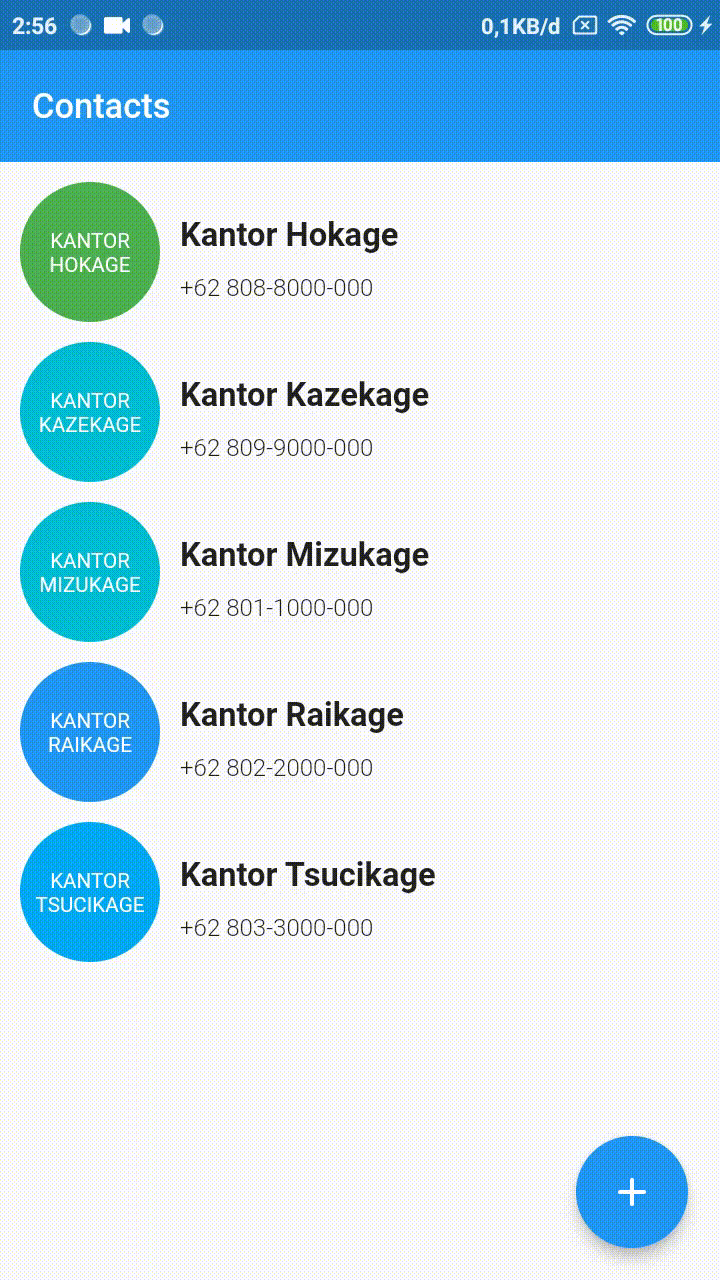 2:56 0,1KB/d 100
Contacts
KANTOR
HOKAGE
Kantor Hokage
+62 808-8000-000
KANTOR
KAZEKAGE
Kantor Kazekage
+62 809-9000-000
KANTOR
MIZUKAGE
Kantor Mizukage
+62 801-1000-000
KANTOR
RAIKAGE
Kantor Raikage
+62 802-2000-000
KANTOR
TSUCIKAGE
Kantor Tsucikage
+62 803-3000-000